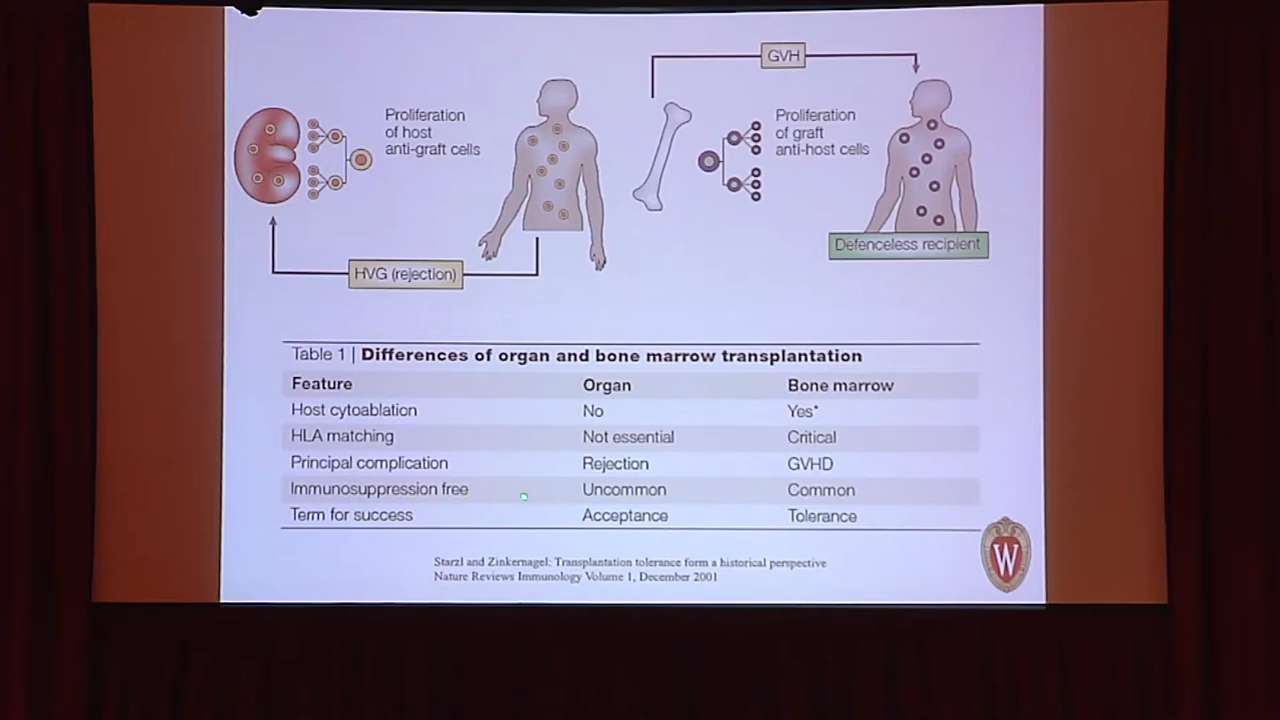 Proliferation
of host
anti-graft cells
HVG (rejection)
GVH
Proliferation
of graft
anti-host cells
Defenceless recipient
Table 1 | Differences of organ and bone marrow transplantation
Feature Organ Bone marrow
Host cytoablation No Yes*
HLA matching Not essential Critical
Principal complication Rejection GVHD
Immunosuppression free Uncommon Common
Term for success Acceptance Tolerance
Starzl and Zinkernagel: Transplantation tolerance form a historical perspective
Nature Reviews Immunology Volume 1, December 2001
W